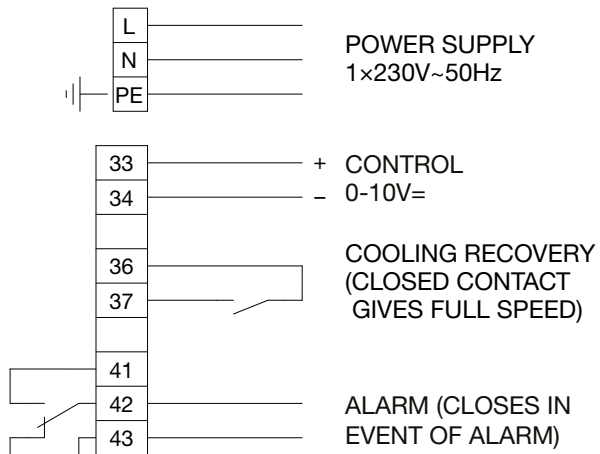 L
N
PE
POWER SUPPLY
1×230V~50Hz
33
34
+ CONTROL
– 0-10V=
36
37
COOLING RECOVERY
(CLOSED CONTACT
GIVES FULL SPEED)
41
42
43
ALARM (CLOSES IN
EVENT OF ALARM)